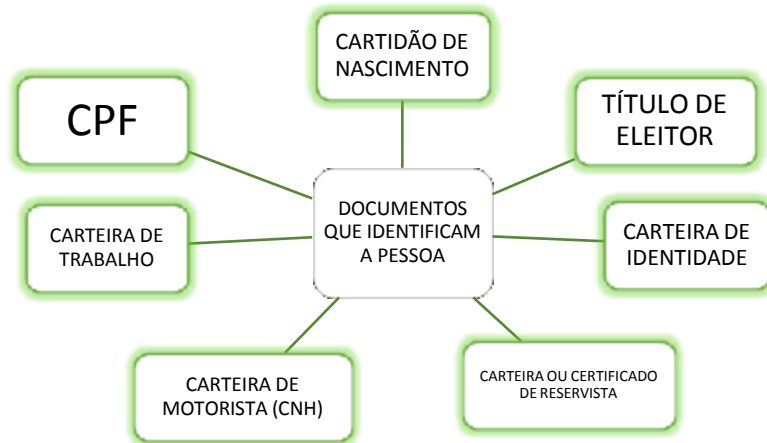 CARTIDÃO DE
NASCIMENTO
CPF
TÍTULO DE
ELEITOR
DOCUMENTOS
QUE IDENTIFICAM
A PESSOA
CARTEIRA DE
TRABALHO
CARTEIRA DE
IDENTIDADE
CARTEIRA DE
MOTORISTA (CNH)
CARTEIRA OU CERTIFICADO
DE RESERVISTA